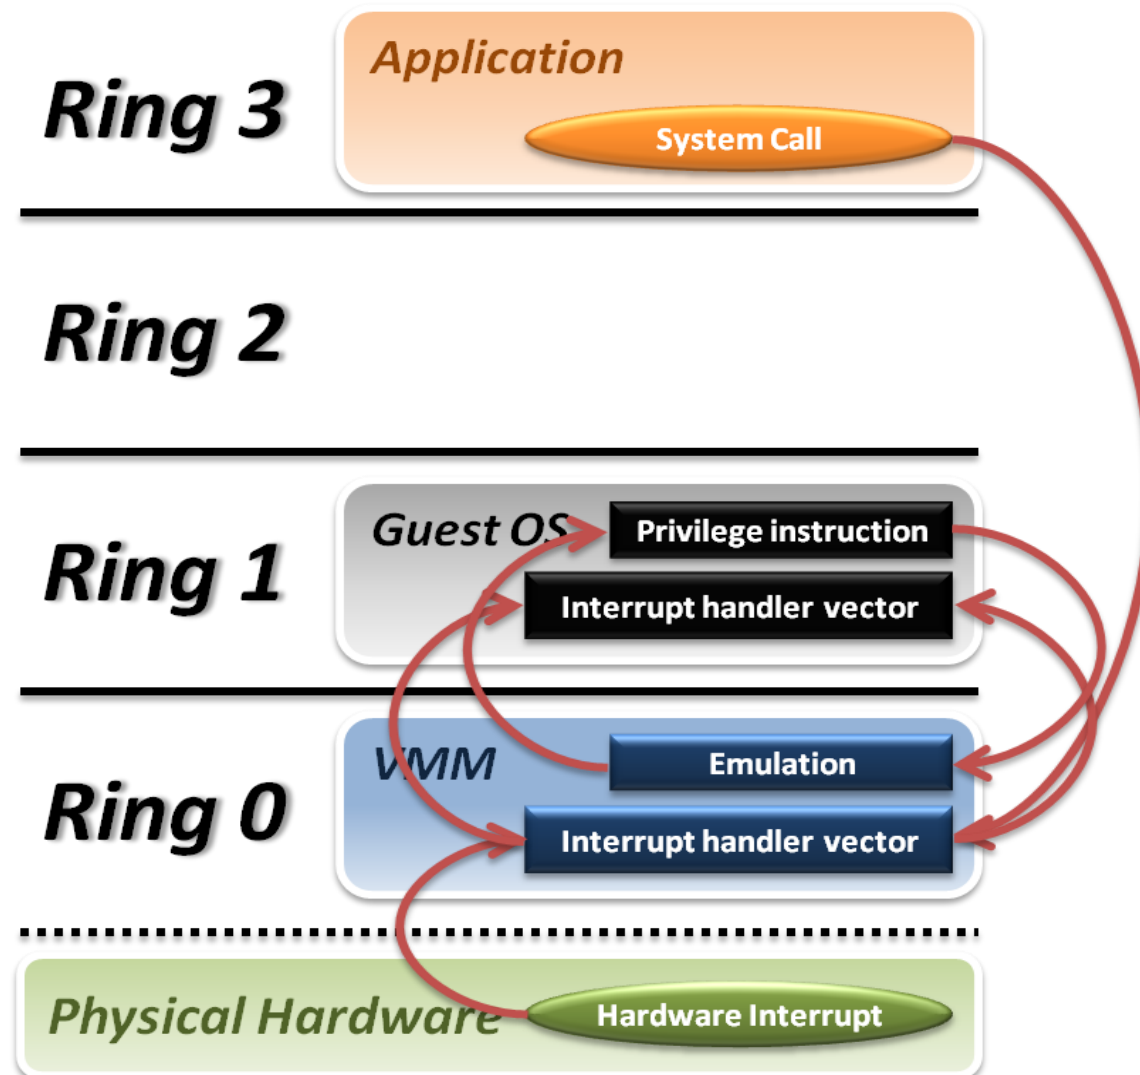 Ring 3
Application
System Call
Ring 2
Ring 1
Guest OS
Privilege instruction
Interrupt handler vector
Ring 0
VMM
Emulation
Interrupt handler vector
Physical Hardware
Hardware Interrupt